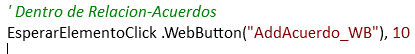 ' Dentro de Relacion-Acuerdos
EsperarElementoClick .WebButton("AddAcuerdo_WB"), 10